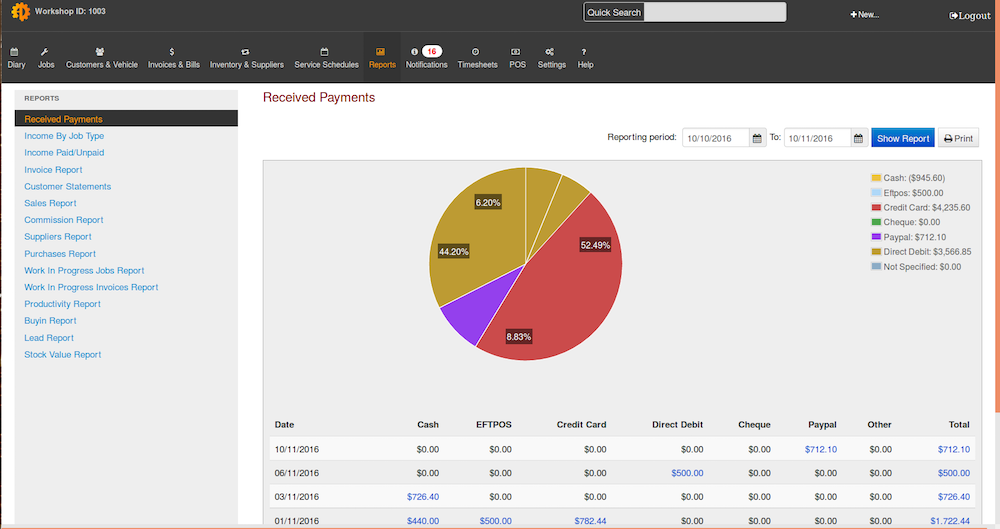 Workshop ID: 1003
Quick Search
New...
Logout
Diary Jobs Customers & Vehicle Invoices & Bills Inventory & Suppliers Service Schedules Reports Notifications 16 Timesheets POS Settings Help
REPORTS
Received Payments
Income By Job Type
Income Paid/Unpaid
Invoice Report
Customer Statements
Sales Report
Commission Report
Suppliers Report
Purchases Report
Work In Progress Jobs Report
Work In Progress Invoices Report
Productivity Report
Buyin Report
Lead Report
Stock Value Report
Received Payments
Reporting period: 10/10/2016 To: 10/11/2016 Show Report Print
6.20%
52.49%
44.20%
8.83%
Cash: ($945.60)
Eftpos: $500.00
Credit Card: $4,235.60
Cheque: $0.00
Paypal: $712.10
Direct Debit: $3,566.85
Not Specified: $0.00
Date Cash EFTPOS Credit Card Direct Debit Cheque Paypal Other Total
10/11/2016 $0.00 $0.00 $0.00 $0.00 $0.00 $712.10 $0.00 $712.10
06/11/2016 $0.00 $0.00 $0.00 $500.00 $0.00 $0.00 $0.00 $500.00
03/11/2016 $726.40 $0.00 $0.00 $0.00 $0.00 $0.00 $0.00 $726.40
01/11/2016 $440.00 $500.00 $782.44 $0.00 $0.00 $0.00 $0.00 $1,722.44